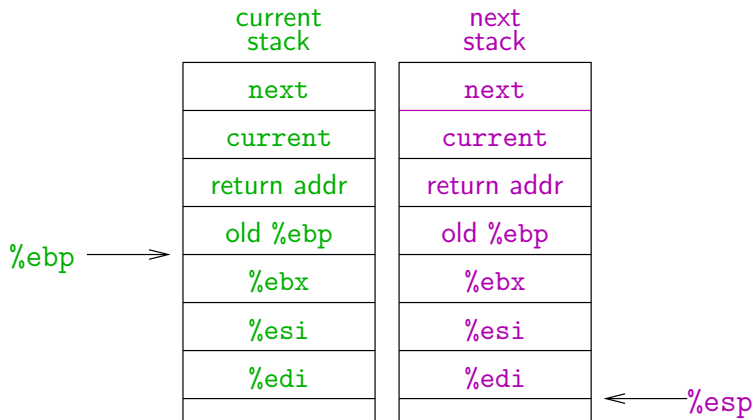 current
stack
next
stack
next
next
current
current
return addr
return addr
old %ebp
old %ebp
%ebp
%ebx
%ebx
%esi
%esi
%edi
%edi
%esp